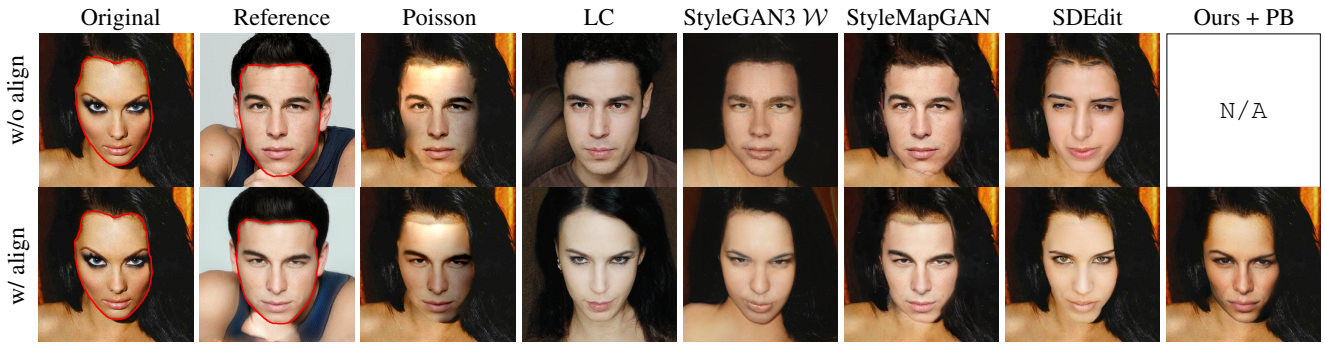 Original Reference Poisson LC StyleGAN3 𝒲 StyleMapGAN SDEdit Ours + PB
w/o align
N/A
w/ align